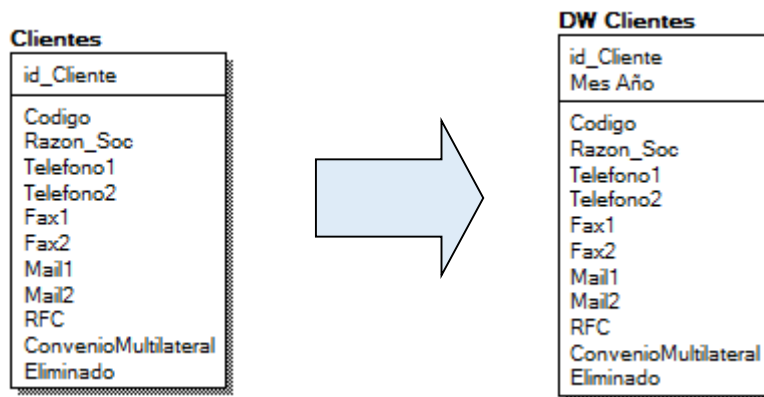 Clientes
id_Cliente
Codigo
Razon_Soc
Telefono1
Telefono2
Fax1
Fax2
Mail1
Mail2
RFC
ConvenioMultilateral
Eliminado
DW Clientes
id_Cliente
Mes Año
Codigo
Razon_Soc
Telefono1
Telefono2
Fax1
Fax2
Mail1
Mail2
RFC
ConvenioMultilateral
Eliminado